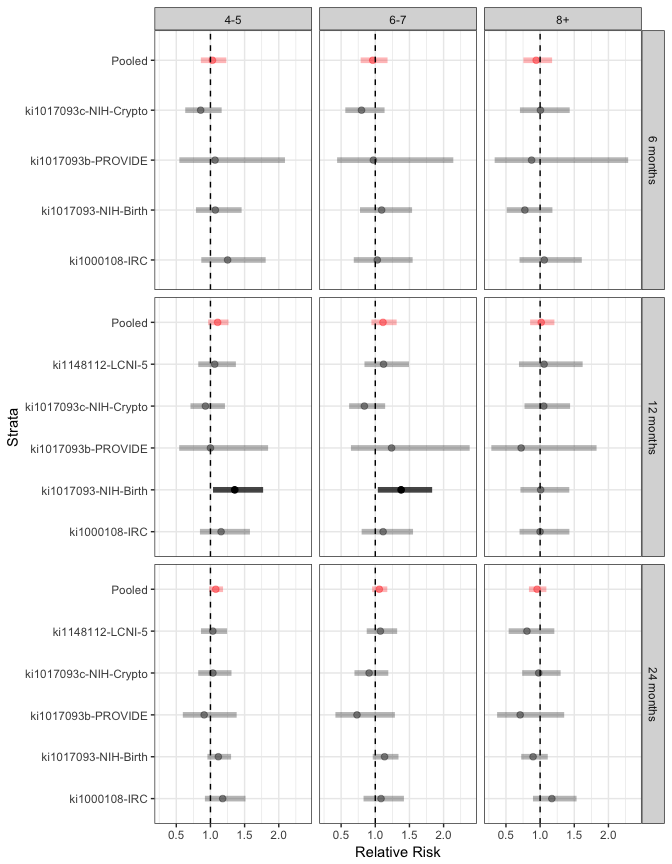 4-5 6-7 8+
Pooled
ki1017093c-NIH-Crypto
ki1017093b-PROVIDE
ki1017093-NIH-Birth
ki1000108-IRC
6 months
Pooled
ki1148112-LCNI-5
ki1017093c-NIH-Crypto
ki1017093b-PROVIDE
ki1017093-NIH-Birth
ki1000108-IRC
12 months
Strata
Pooled
ki1148112-LCNI-5
ki1017093c-NIH-Crypto
ki1017093b-PROVIDE
ki1017093-NIH-Birth
ki1000108-IRC
24 months
0.5 1.0 1.5 2.0 0.5 1.0 1.5 2.0 0.5 1.0 1.5 2.0
Relative Risk